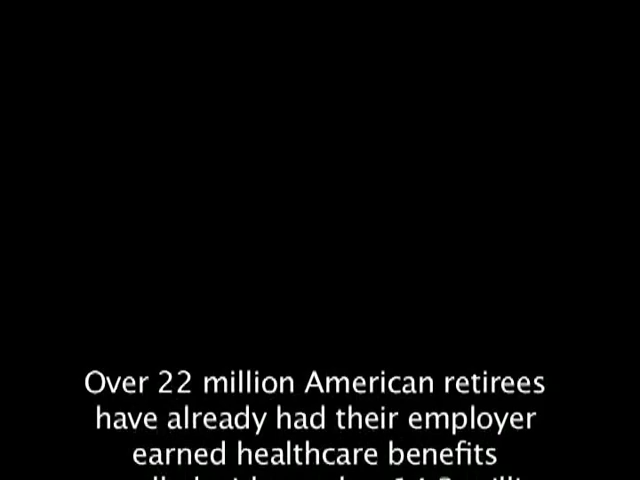 Over 22 million American retirees
have already had their employer
earned healthcare benefits